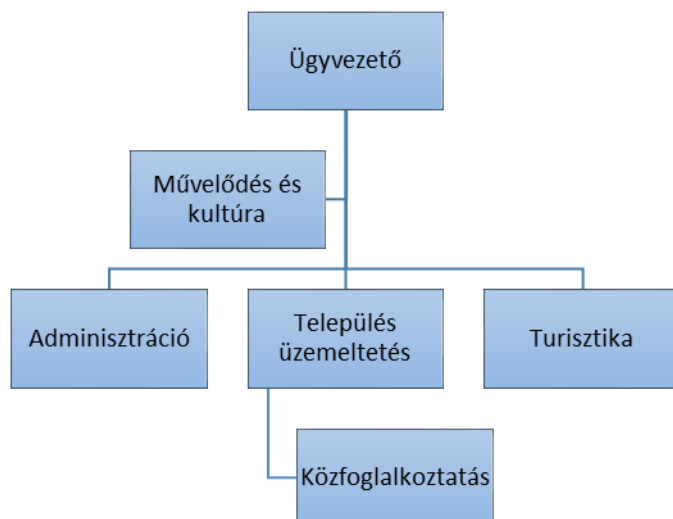 Ügyvezető
Művelődés és
kultúra
Adminisztráció
Település
üzemeltetés
Turisztika
Közfoglalkoztatás